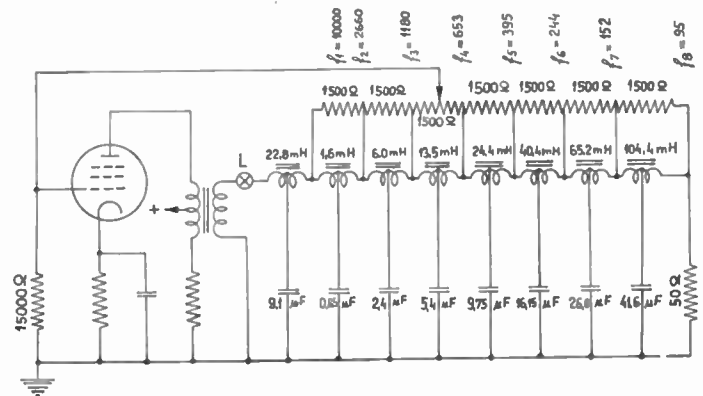 f1=10000
f2=2660
f3=1180
f4=653
f5=395
f6=244
f7=152
f8=95
1500Ω 1500Ω 1500Ω 1500Ω 1500Ω 1500Ω
1500Ω
L 22,8mH 1,6mH 6.0mH 13,5mH 24,4mH 40,4mH 65.2mH 104,4mH
+
15000Ω
9,1 µF 0,65 µF 2,4 µF 5,4 µF 9,75 µF 16,15 µF µF 41,6 µF
50Ω